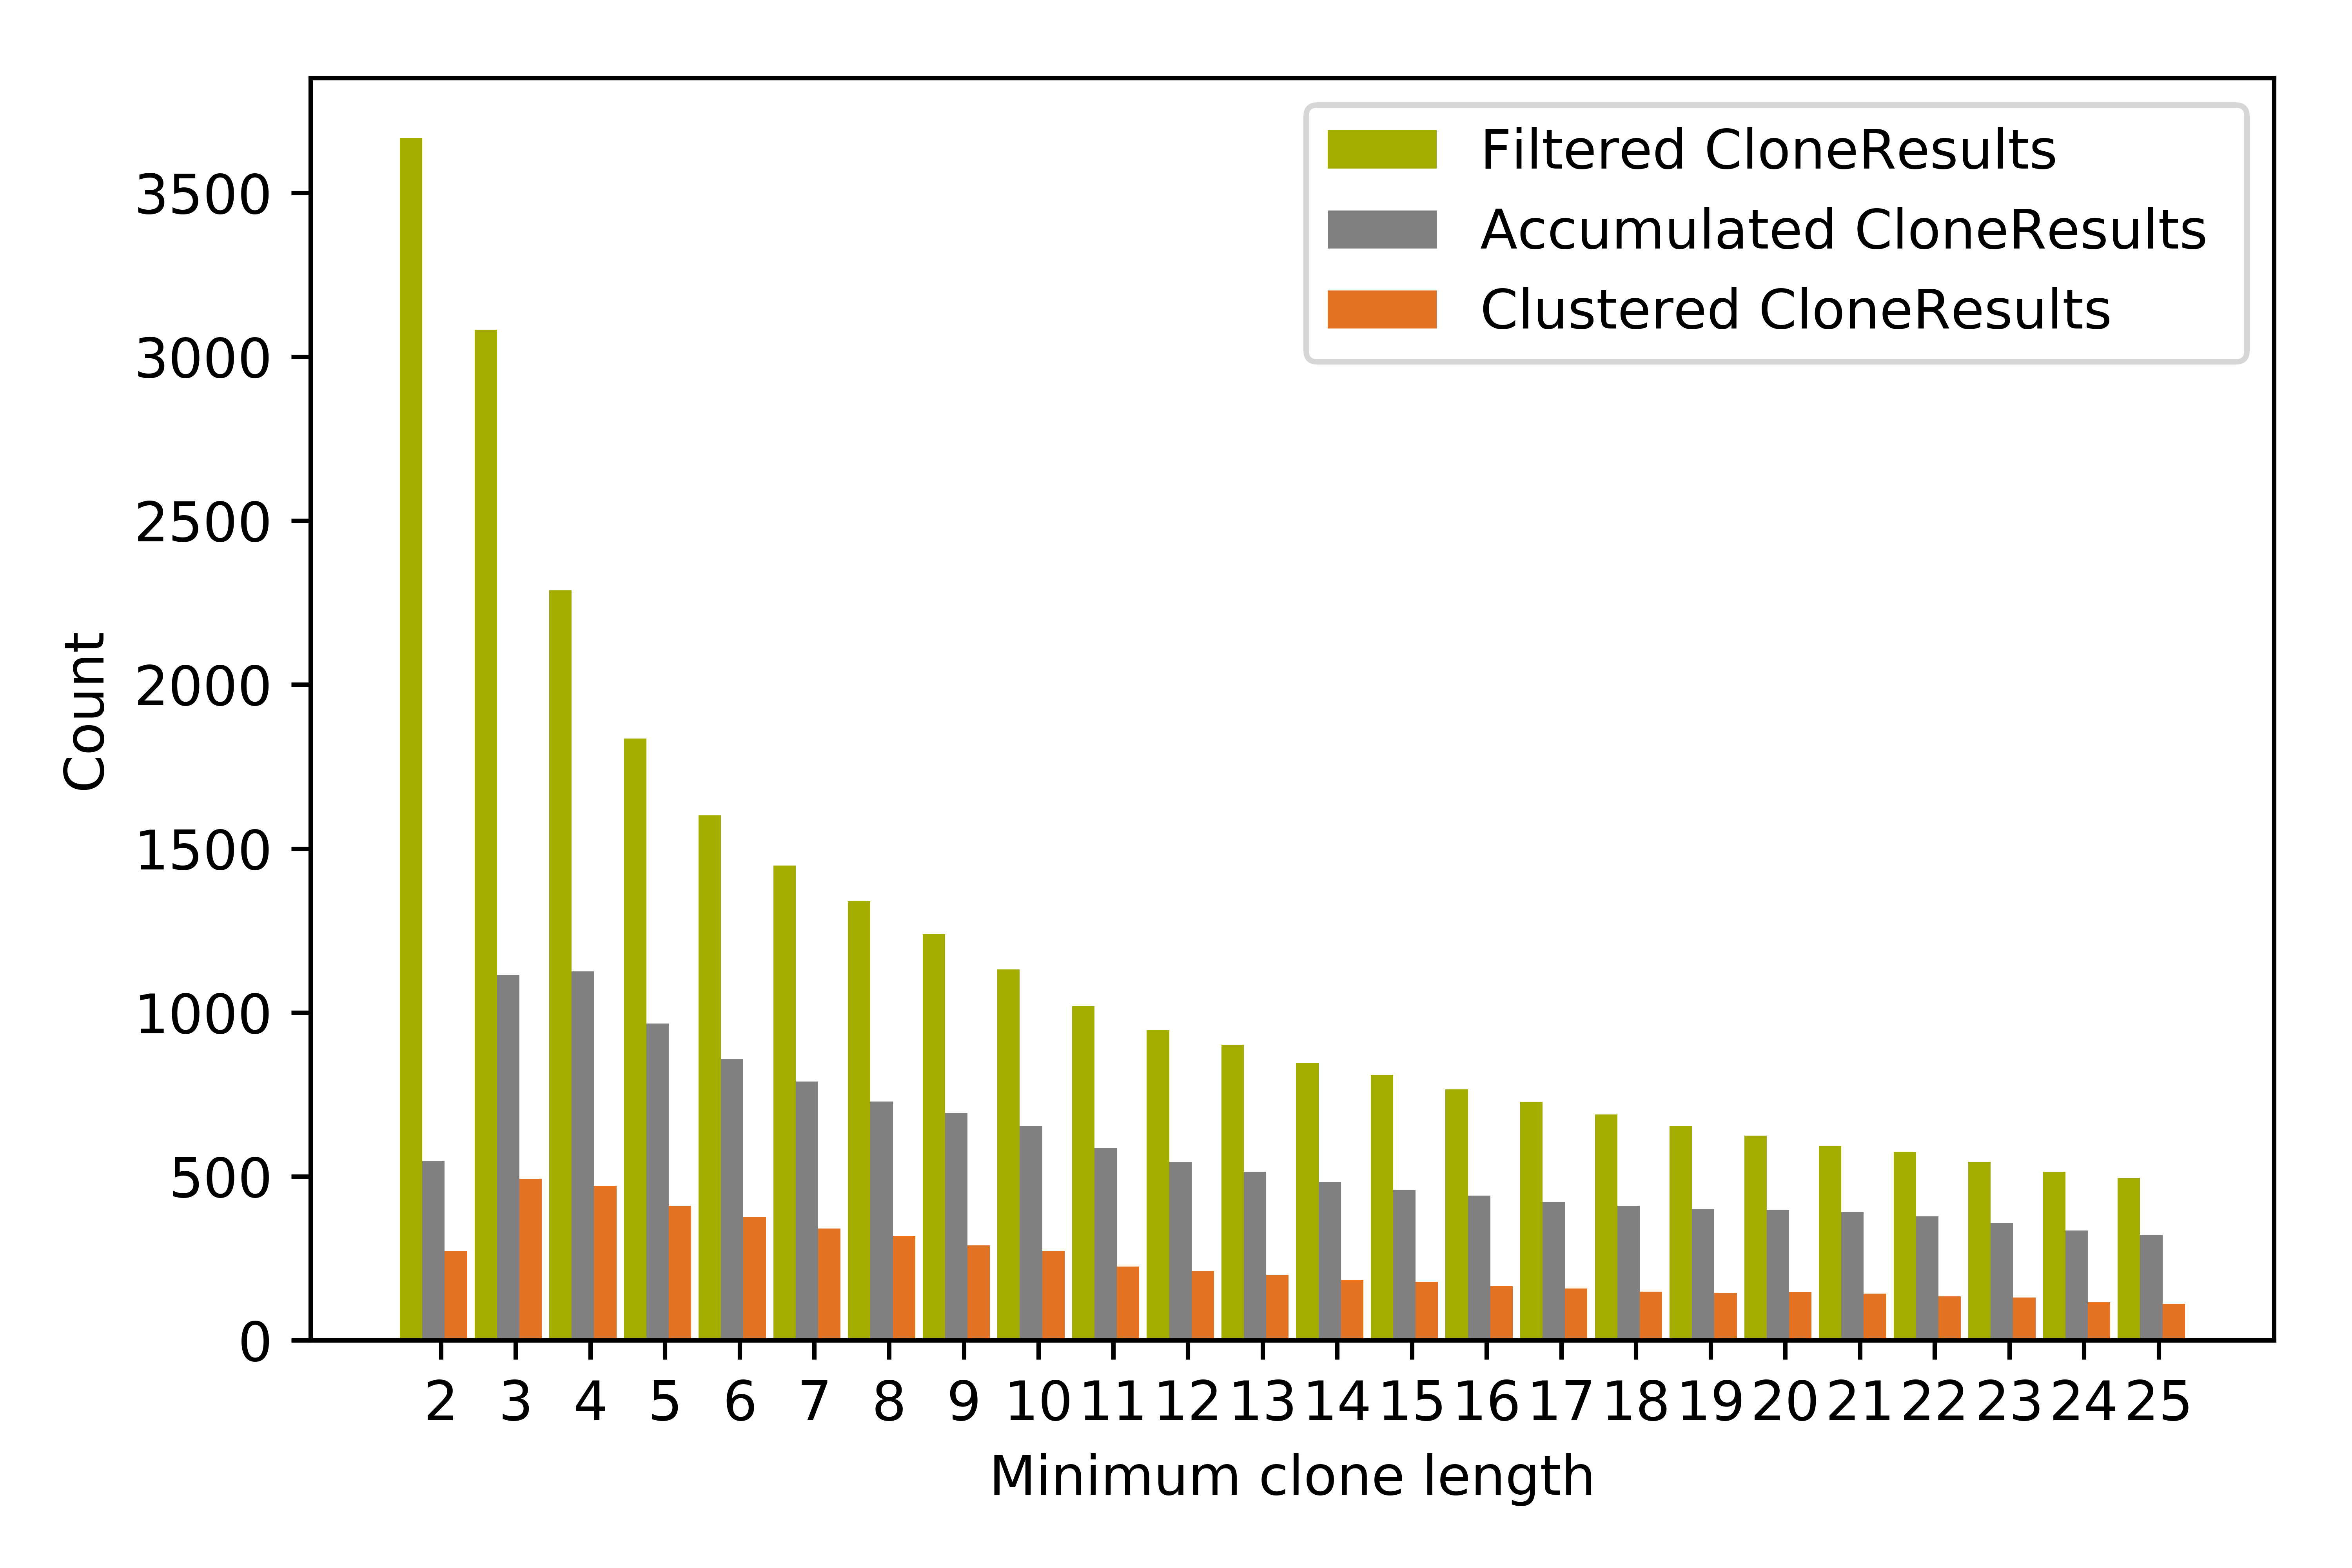 Filtered CloneResults
Accumulated CloneResults
Clustered CloneResults
3500
3000
2500
2000
1500
1000
500
0
Count
2 3 4 5 6 7 8 9 10 11 12 13 14 15 16 17 18 19 20 21 22 23 24 25
Minimum clone length